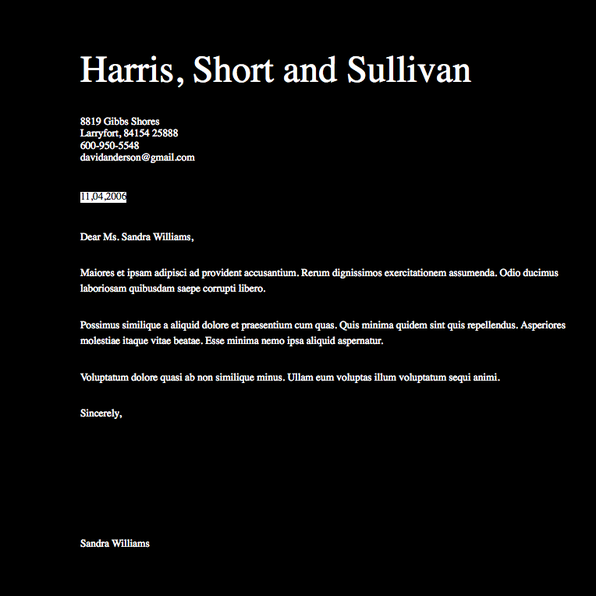 Harris, Short and Sullivan
8819 Gibbs Shores
Larryfort, 84154 25888
600-950-5548
davidanderson@gmail.com
11,04,2006
Dear Ms. Sandra Williams,
Maiores et ipsam adipisci ad provident accusantium. Rerum dignissimos exercitationem assumenda. Odio ducimus
laboriosam quibusdam saepe corrupti libero.
Possimus similique a aliquid dolore et praesentium cum quas. Quis minima quidem sint quis repellendus. Asperiores
molestiae itaque vitae beatae. Esse minima nemo ipsa aliquid aspernatur.
Voluptatum dolore quasi ab non similique minus. Ullam eum voluptas illum voluptatum sequi animi.
Sincerely,
Sandra Williams